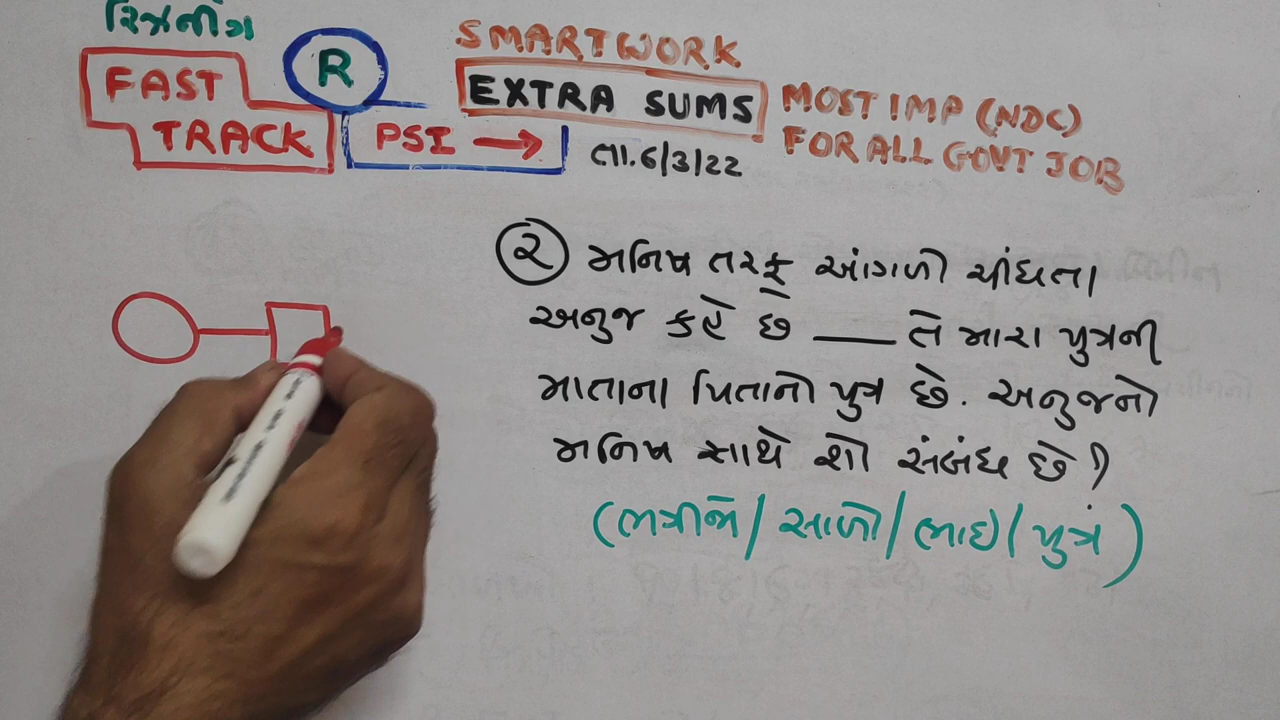 રિઝનીંગ
FAST
TRACK
R
PSI →
SMARTWORK
EXTRA SUMS
તા.6/3/22
MOST IMP (NDC)
FOR ALL GOVT JOB
૨ મનિષ તરફ આંગળી ચીંધતા
અનુજ કહે છે ___ તે મારા પુત્રની
માતાના પિતાનો પુત્ર છે. અનુજનો
મનિષ સાથે શો સંબંધ છે ?
(ભત્રીજો/સાળો/ભાઇ/પુત્ર)